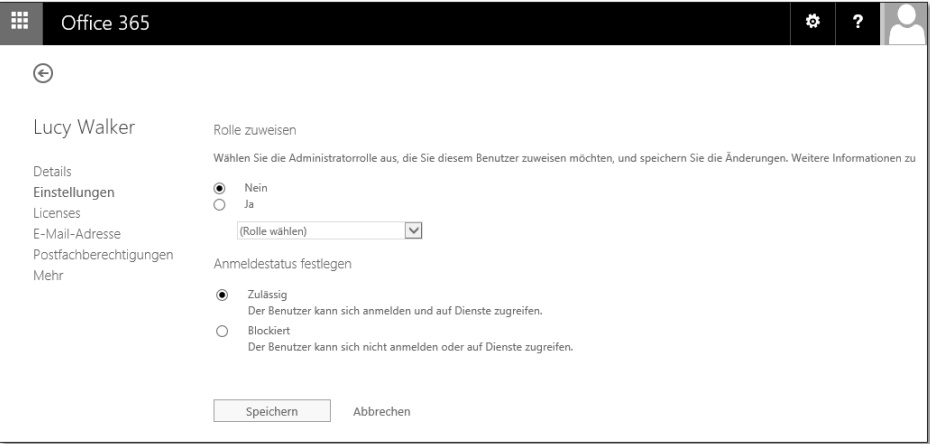 Office 365
?
Lucy Walker
Details
Einstellungen
Licenses
E-Mail-Adresse
Postfachberechtigungen
Mehr
Rolle zuweisen
Wählen Sie die Administratorrolle aus, die Sie diesem Benutzer zuweisen möchten, und speichern Sie die Änderungen. Weitere Informationen zu
Nein
Ja
(Rolle wählen)
Anmeldestatus festlegen
Zulässig
Der Benutzer kann sich anmelden und auf Dienste zugreifen.
Blockiert
Der Benutzer kann sich nicht anmelden oder auf Dienste zugreifen.
Speichern
Abbrechen